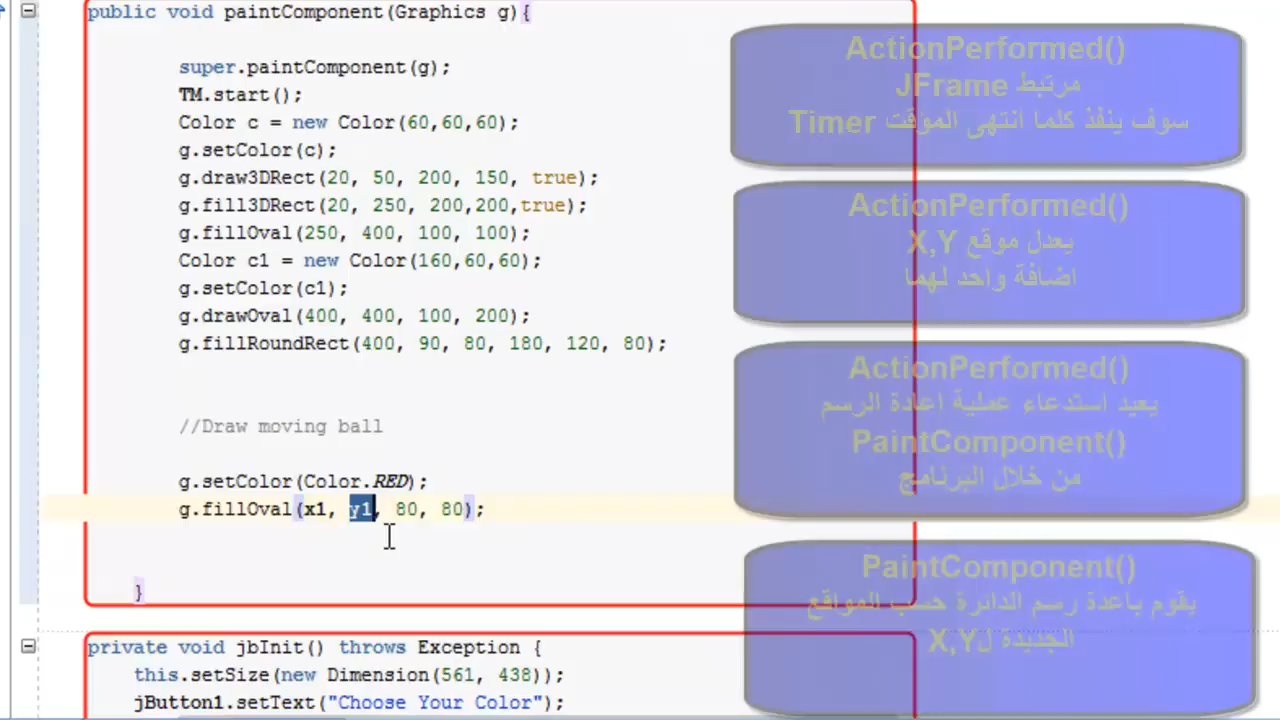 public void paintComponent(Graphics g){
super.paintComponent(g);
TM.start();
Color c = new Color(60,60,60);
g.setColor(c);
g.draw3DRect(20, 50, 200, 150, true);
g.fill3DRect(20, 250, 200,200,true);
g.fillOval(250, 400, 100, 100);
Color c1 = new Color(160,60,60);
g.setColor(c1);
g.drawOval(400, 400, 100, 200);
g.fillRoundRect(400, 90, 80, 180, 120, 80);
//Draw moving ball
g.setColor(Color.RED);
g.fillOval(x1, y1, 80, 80);
}
private void jbInit() throws Exception {
this.setSize(new Dimension(561, 438));
jButton1.setText("Choose Your Color");
ActionPerformed()
مرتبط JFrame
سوف ينفذ كلما انتهى الموقت Timer
ActionPerformed()
يعدل موقع X,Y
اضافة واحد لهما
ActionPerformed()
يعيد استدعاء عملية اعادة الرسم
PaintComponent()
من خلال البرنامج
PaintComponent()
يقوم باعدة رسم الدائرة حسب المواقع
الجديدة ل X,Y